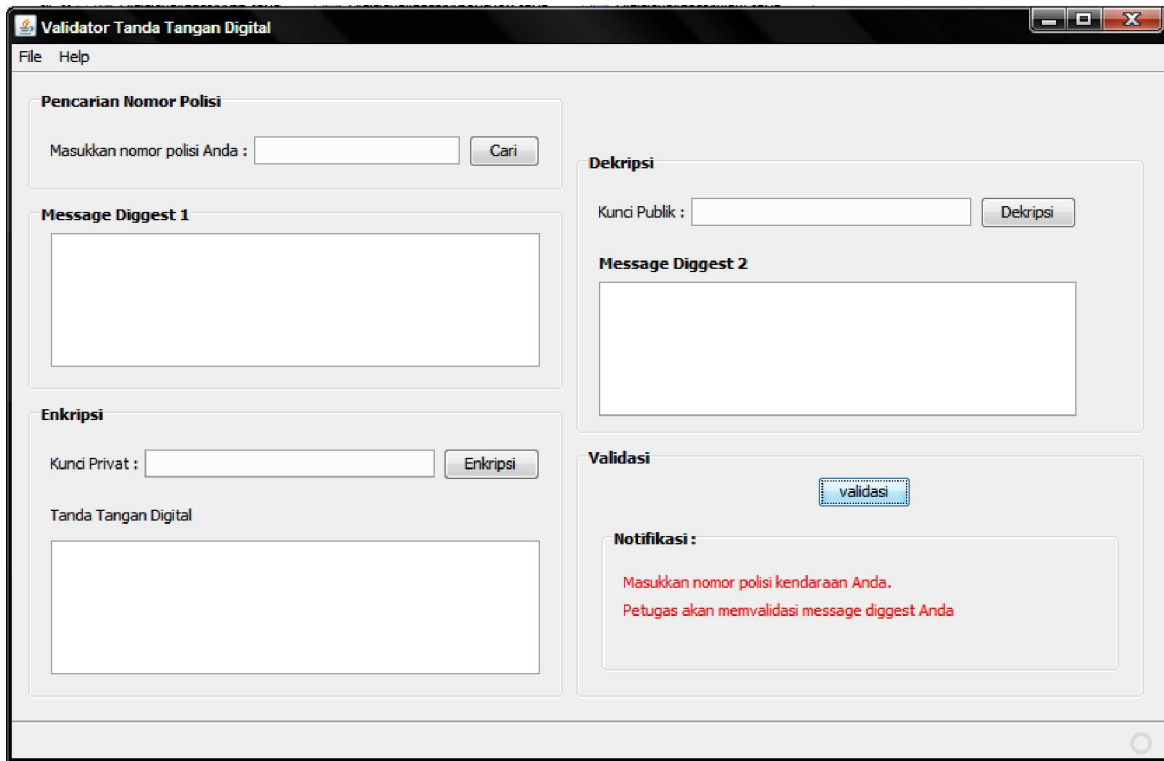 Validator Tanda Tangan Digital
File Help
Pencarian Nomor Polisi
Masukkan nomor polisi Anda :
Cari
Message Diggest 1
Enkripsi
Kunci Privat :
Enkripsi
Tanda Tangan Digital
Dekripsi
Kunci Publik :
Dekripsi
Message Diggest 2
Validasi
validasi
Notifikasi :
Masukkan nomor polisi kendaraan Anda.
Petugas akan memvalidasi message diggest Anda